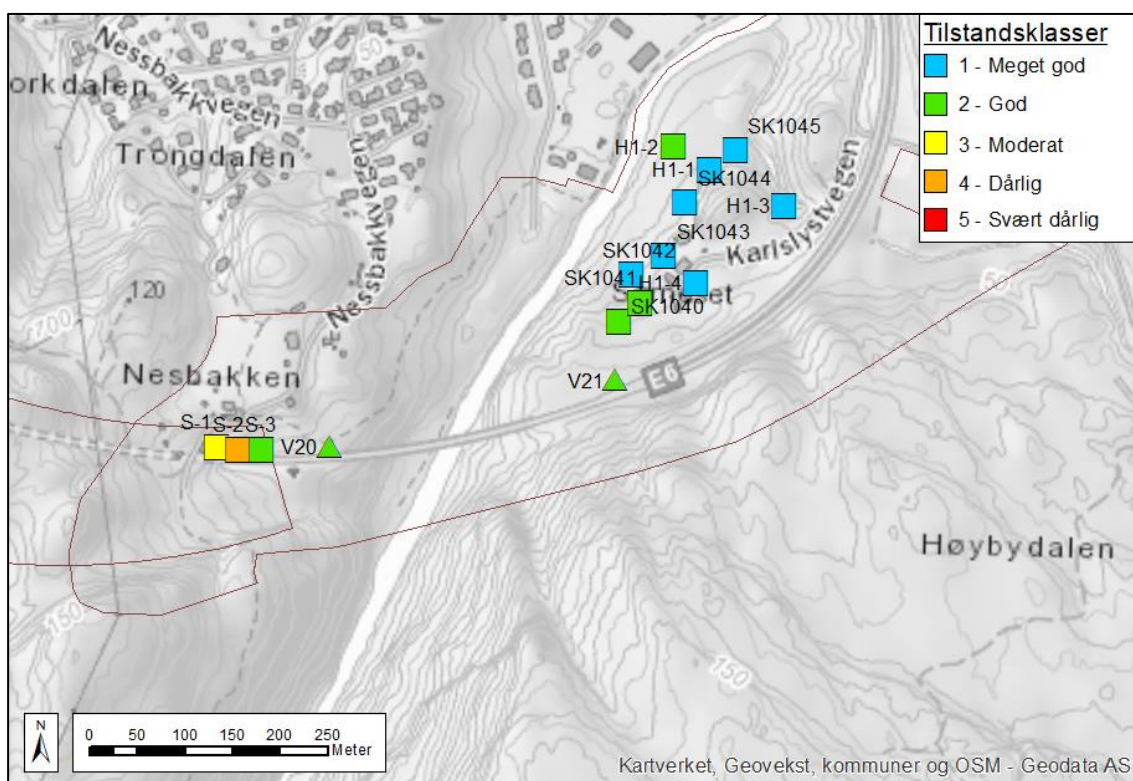 Tilstandsklasser
1 - Meget god
2 - God
3 - Moderat
4 - Dårlig
5 - Svært dårlig
Nessbakkvegen
50
orkdalen
Trongdalen
Nessbakkvegen
120
Nesbakken
S-1
S-2
S-3
V20
SK1045
H1-2
H1-1
SK1044
H1-3
SK1043
Karlslystvegen
SK1042
SK1041
H1-4
SK1040
V21
E6
50
Høybydalen
150
150
N
0 50 100 150 200 250
Meter
Kartverket, Geovekst, kommuner og OSM - Geodata AS